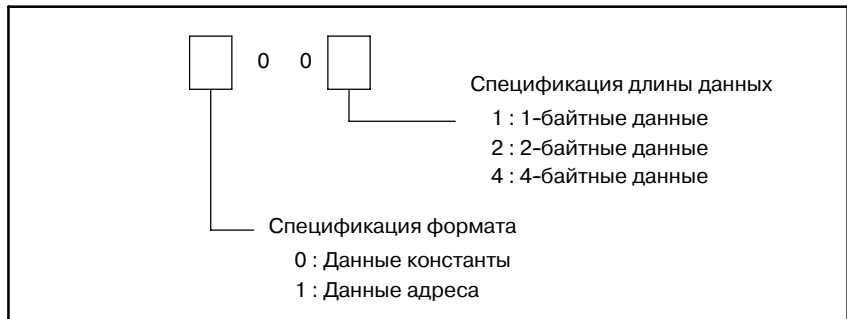 0 0
Спецификация длины данных
1 : 1-байтные данные
2 : 2-байтные данные
4 : 4-байтные данные
Спецификация формата
0 : Данные константы
1 : Данные адреса